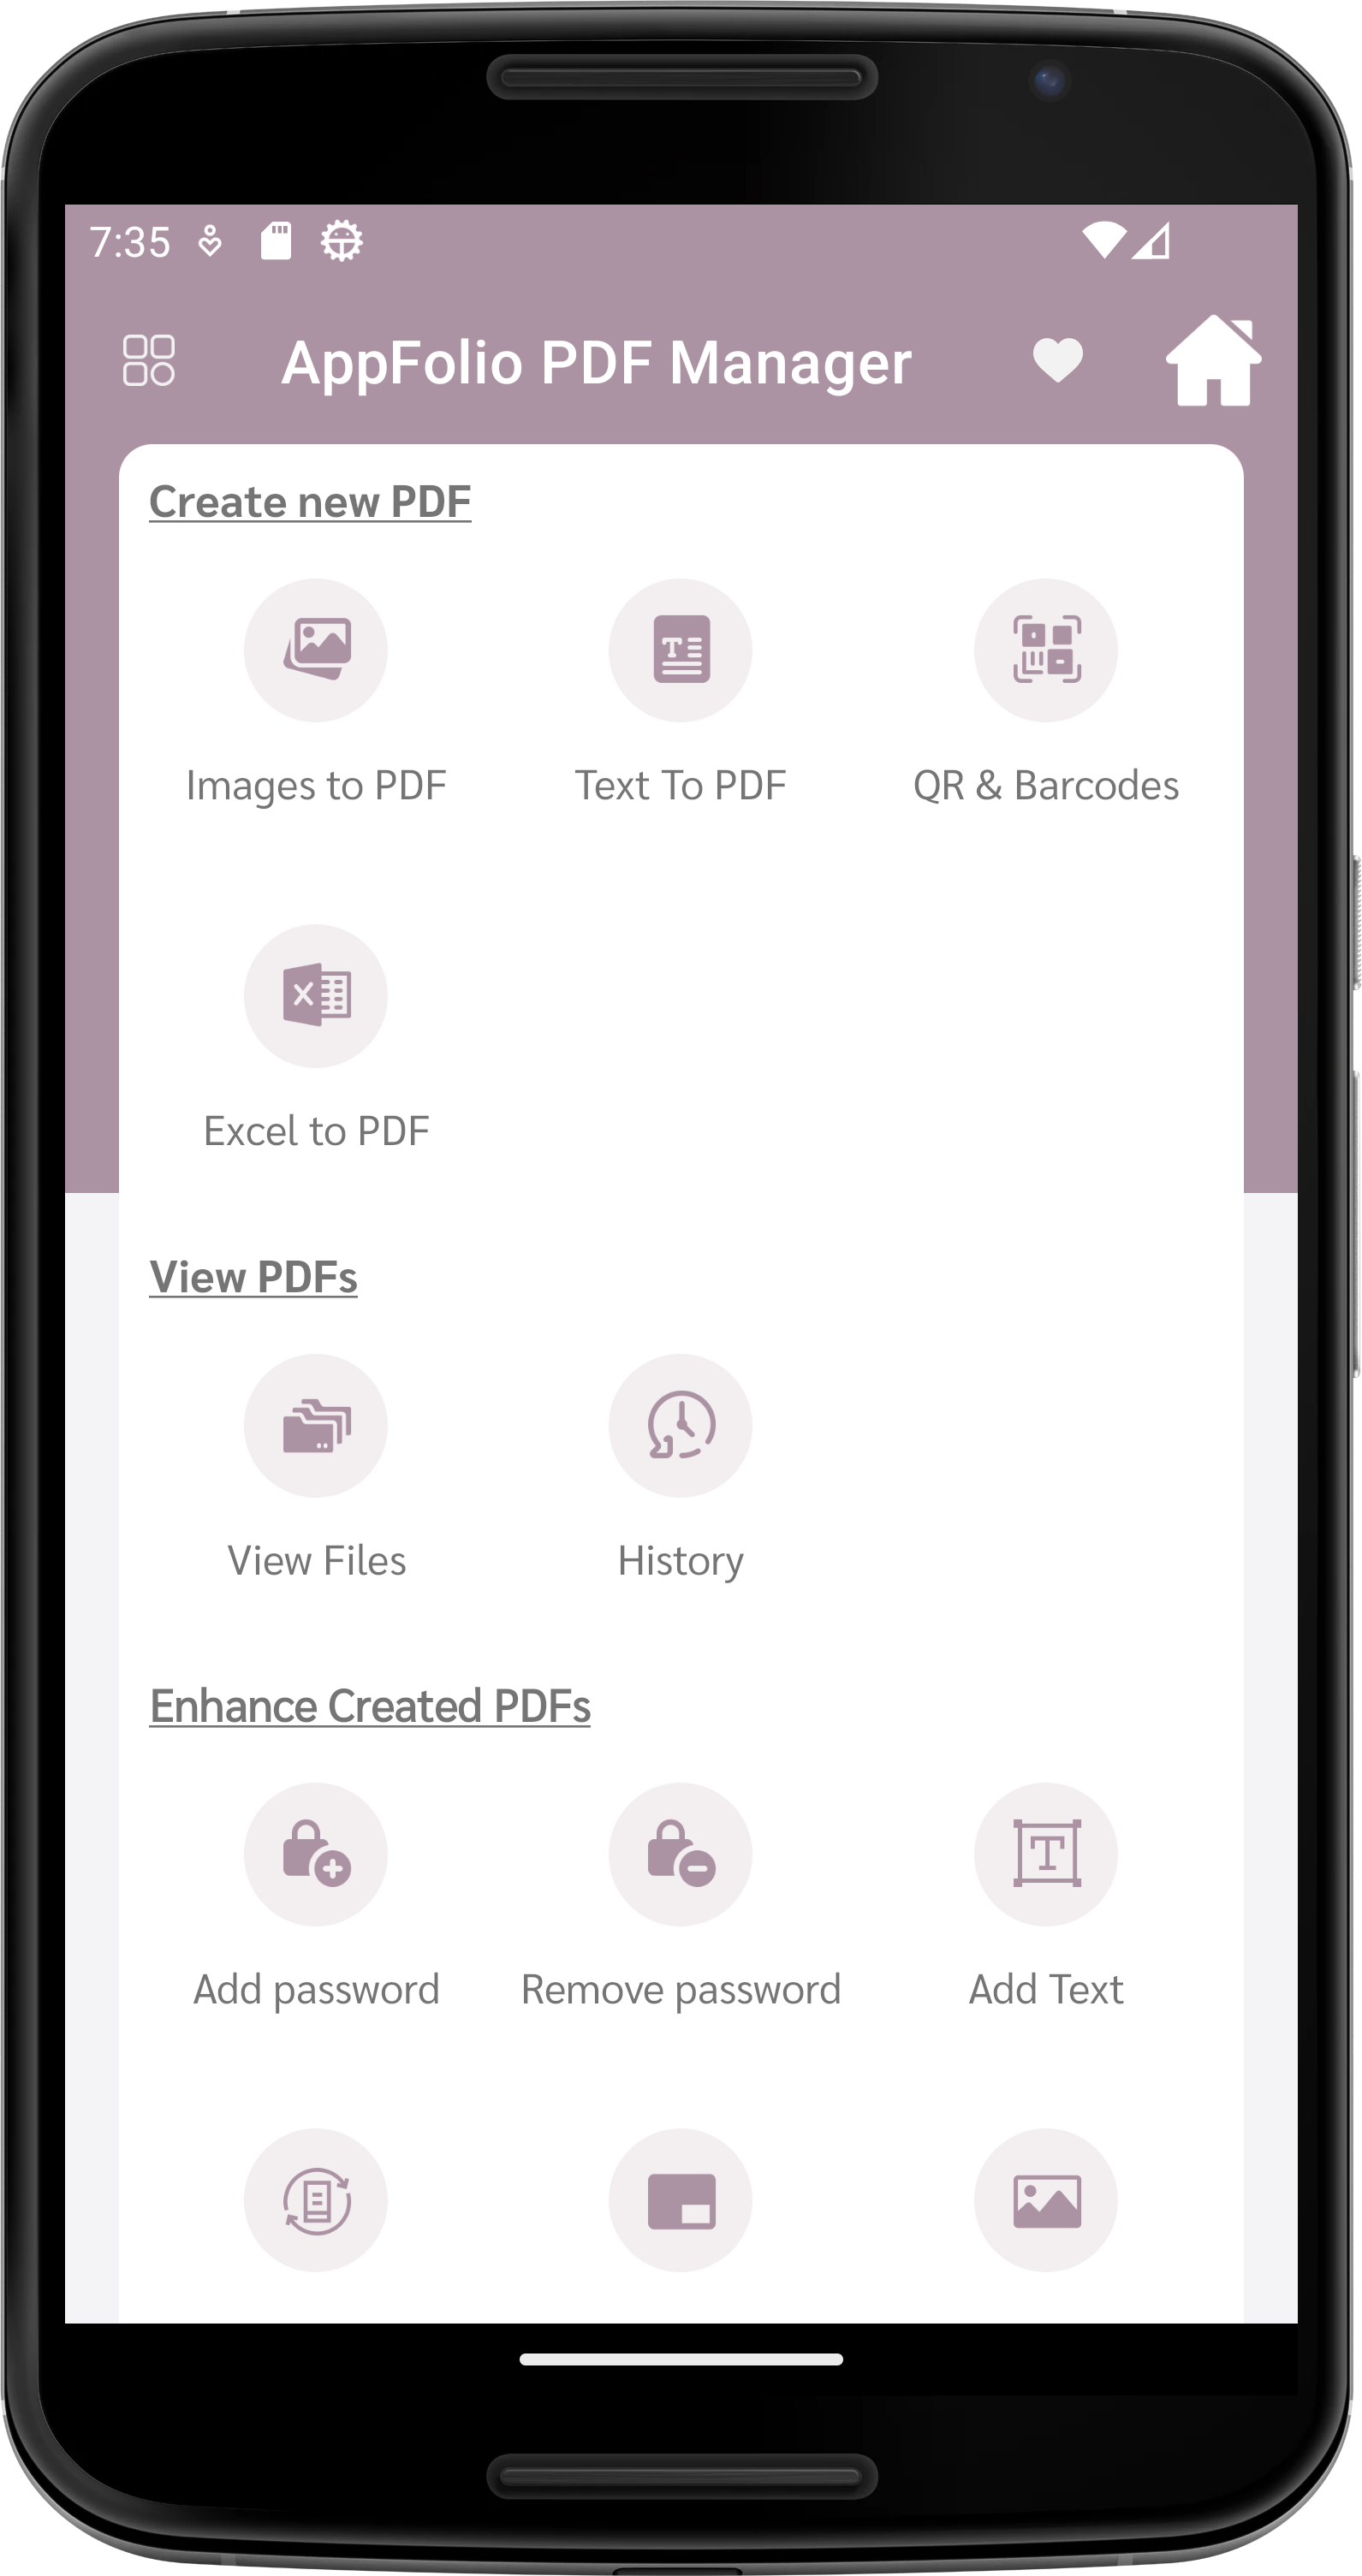 7:35
AppFolio PDF Manager
Create new PDF
Images to PDF
Text To PDF
QR & Barcodes
Excel to PDF
View PDFs
View Files
History
Enhance Created PDFs
Add password
Remove password
Add Text